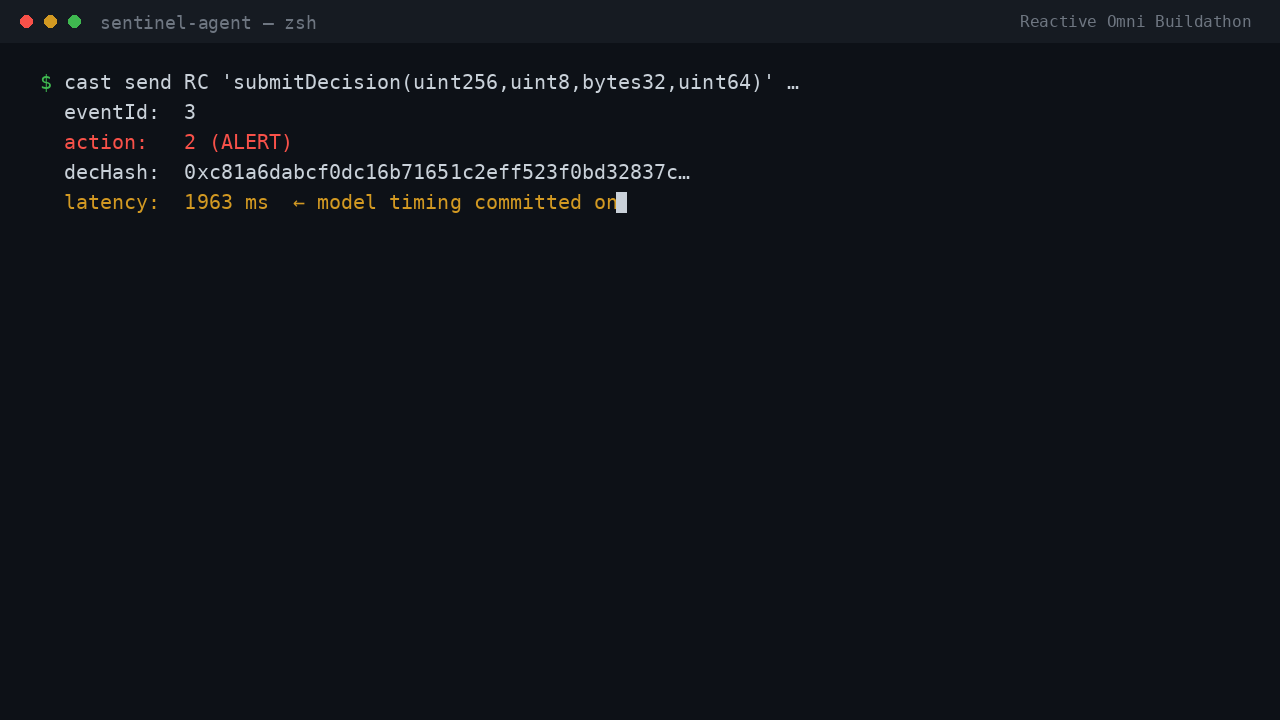 sentinel-agent — zsh
Reactive Omni Buildathon
$ cast send RC 'submitDecision(uint256,uint8,bytes32,uint64)' …
eventId: 3
action: 2 (ALERT)
decHash: 0xc81a6dabcf0dc16b71651c2eff523f0bd32837c…
latency: 1963 ms ← model timing committed on